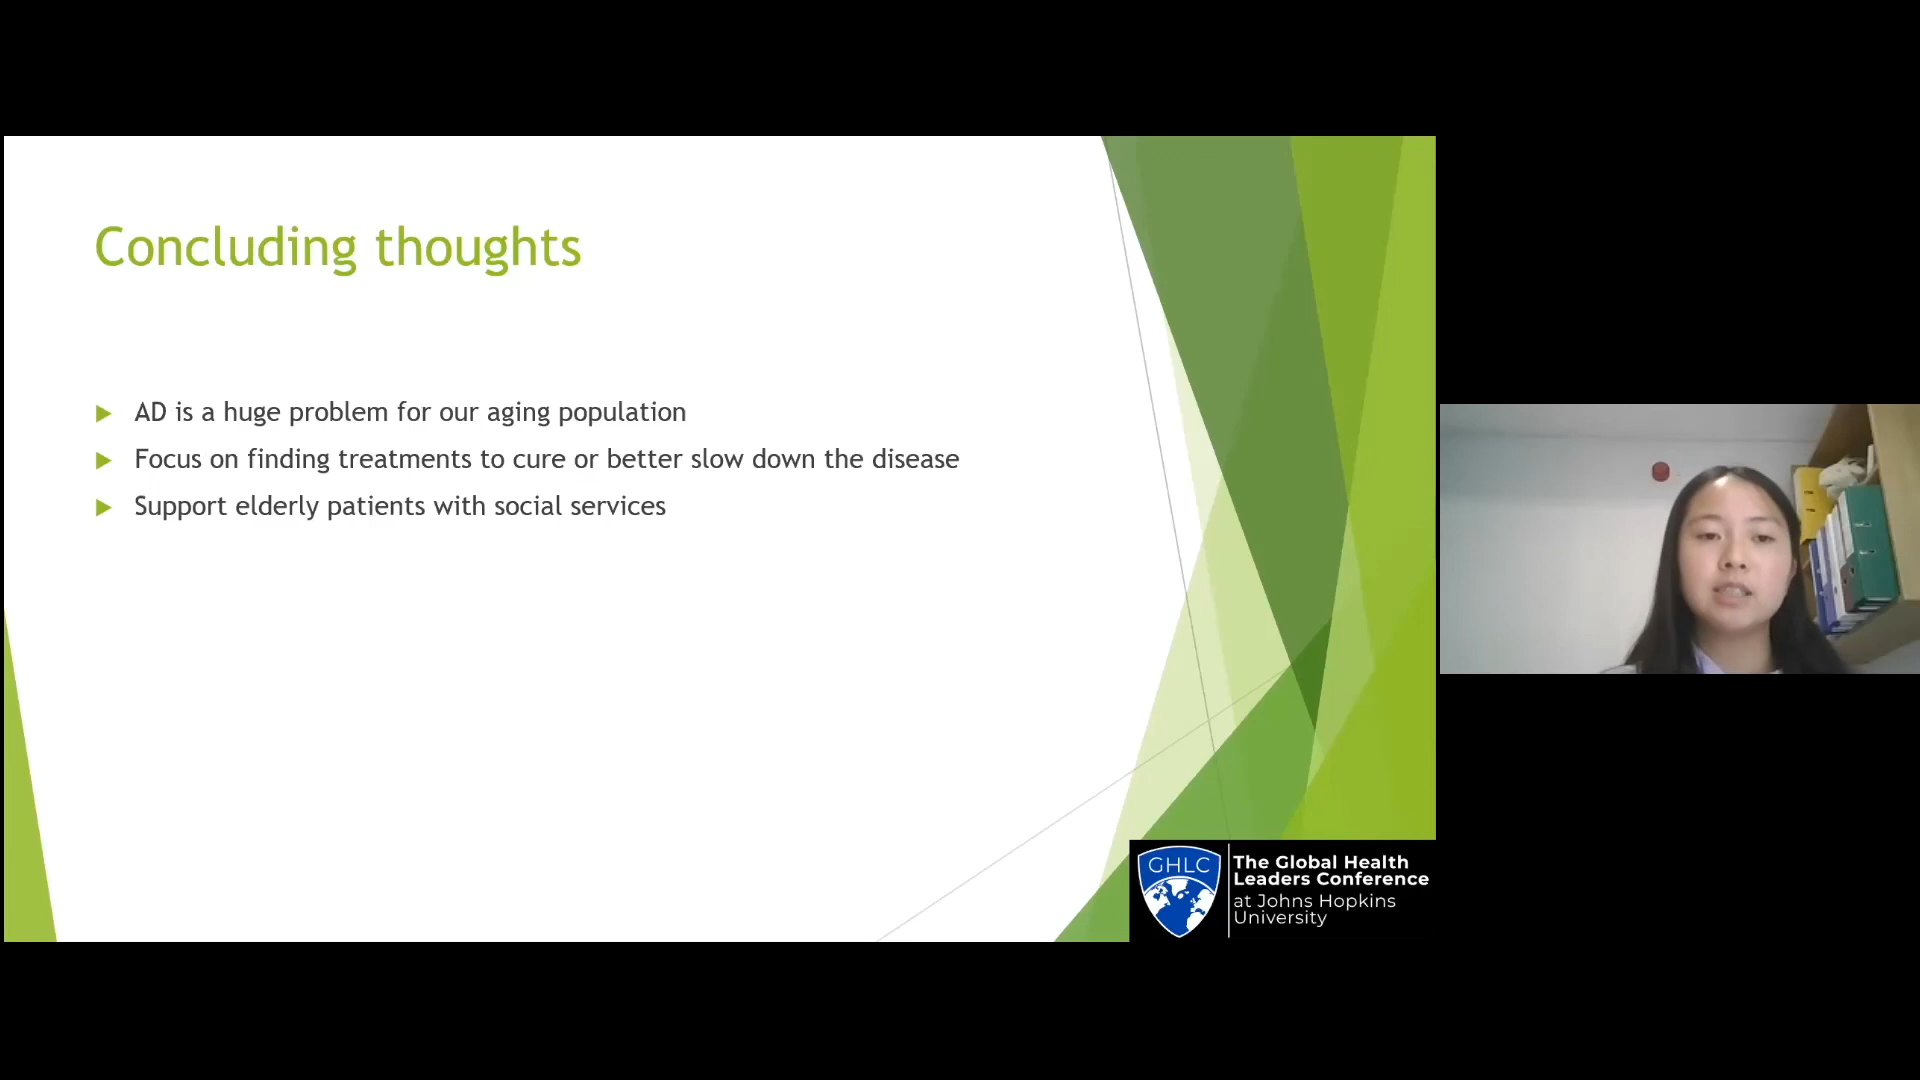 Concluding thoughts
AD is a huge problem for our aging population
Focus on finding treatments to cure or better slow down the disease
Support elderly patients with social services
GHLC
The Global Health
Leaders Conference
at Johns Hopkins
University